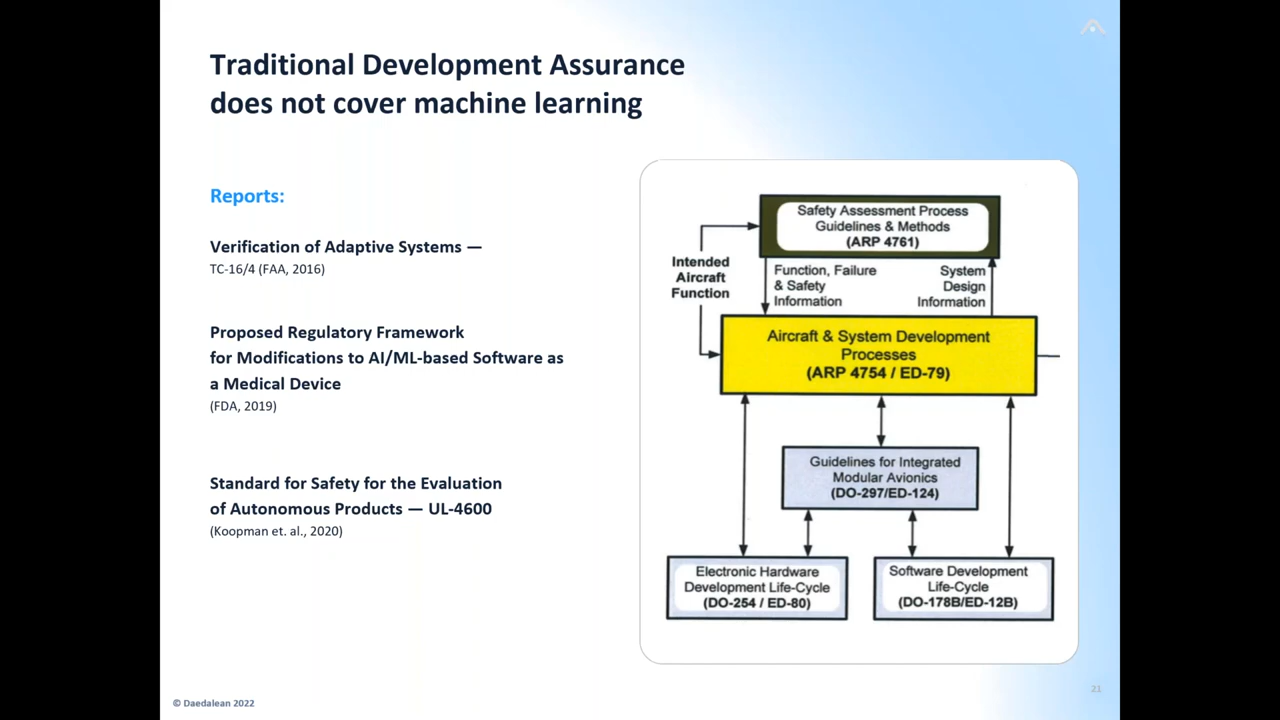 Traditional Development Assurance
does not cover machine learning
Reports:
Verification of Adaptive Systems —
TC-16/4 (FAA, 2016)
Proposed Regulatory Framework
for Modifications to AI/ML-based Software as
a Medical Device
(FDA, 2019)
Standard for Safety for the Evaluation
of Autonomous Products — UL-4600
(Koopman et. al., 2020)
Safety Assessment Process
Guidelines & Methods
(ARP 4761)
Intended
Aircraft
Function
Function, Failure
& Safety
Information
System
Design
Information
Aircraft & System Development
Processes
(ARP 4754 / ED-79)
Guidelines for Integrated
Modular Avionics
(DO-297/ED-124)
Electronic Hardware
Development Life-Cycle
(DO-254 / ED-80)
Software Development
Life-Cycle
(DO-178B/ED-12B)
© Daedalean 2022
21